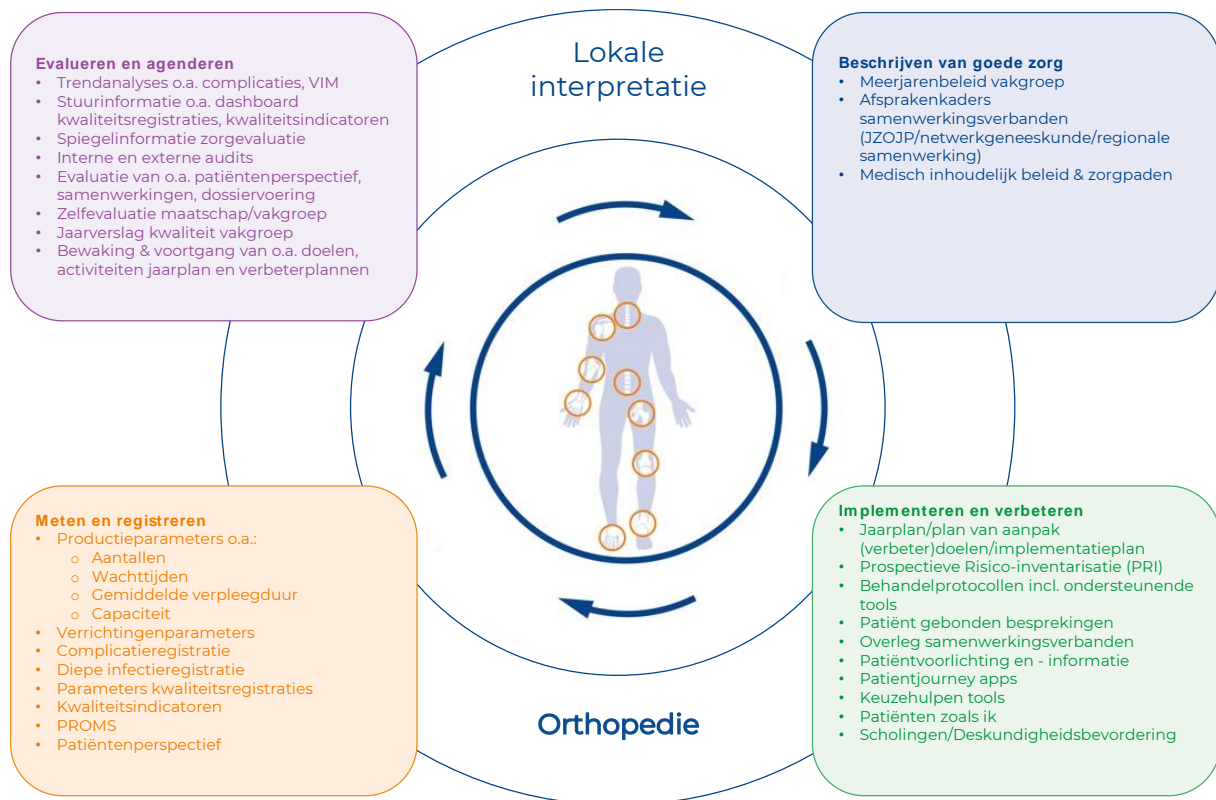 Lokale
interpretatie
Evalueren en agenderen
• Trendanalyses o.a. complicaties, VIM
• Stuurinformatie o.a. dashboard
kwaliteitsregistraties, kwaliteitsindicatoren
• Spiegelinformatie zorgevaluatie
• Interne en externe audits
• Evaluatie van o.a. patiëntenperspectief,
samenwerkingen, dossiervoering
• Zelfevaluatie maatschap/vakgroep
• Jaarverslag kwaliteit vakgroep
• Bewaking & voortgang van o.a. doelen,
activiteiten jaarplan en verbeterplannen
Beschrijven van goede zorg
• Meerjarenbeleid vakgroep
• Afsprakenkaders
samenwerkingsverbanden
(JZOJP/netwerkgeneeskunde/regionale
samenwerking)
• Medisch inhoudelijk beleid & zorgpaden
Meten en registreren
• Productieparameters o.a.:
o Aantallen
o Wachttijden
o Gemiddelde verpleegduur
o Capaciteit
• Verrichtingenparameters
• Complicatieregistratie
• Diepe infectieregistratie
• Parameters kwaliteitsregistraties
• Kwaliteitsindicatoren
• PROMS
• Patiëntenperspectief
Implementeren en verbeteren
• Jaarplan/plan van aanpak
(verbeter)doelen/implementatieplan
• Prospectieve Risico-inventarisatie (PRI)
• Behandelprotocollen incl. ondersteunende
tools
• Patiënt gebonden besprekingen
• Overleg samenwerkingsverbanden
• Patiëntvoorlichting en - informatie
• Patientjourney apps
• Keuzehulpen tools
• Patiënten zoals ik
• Scholingen/Deskundigheidsbevordering
Orthopedie